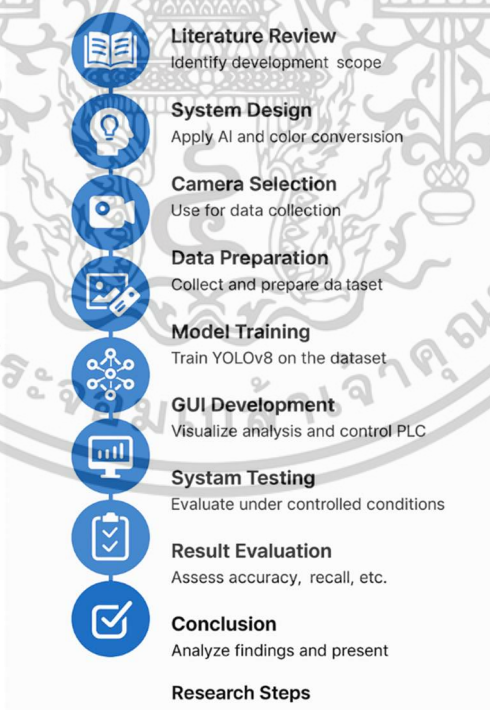 Literature Review
Identify development scope
System Design
Apply AI and color conversısion
Camera Selection
Use for data collection
Data Preparation
Collect and prepare da taset
Model Training
Train YOLOv8 on the dataset
GUI Development
Visualize analysis and control PLC
Systam Testing
Evaluate under controlled conditions
Result Evaluation
Assess accuracy, recall, etc.
Conclusion
Analyze findings and present
Research Steps